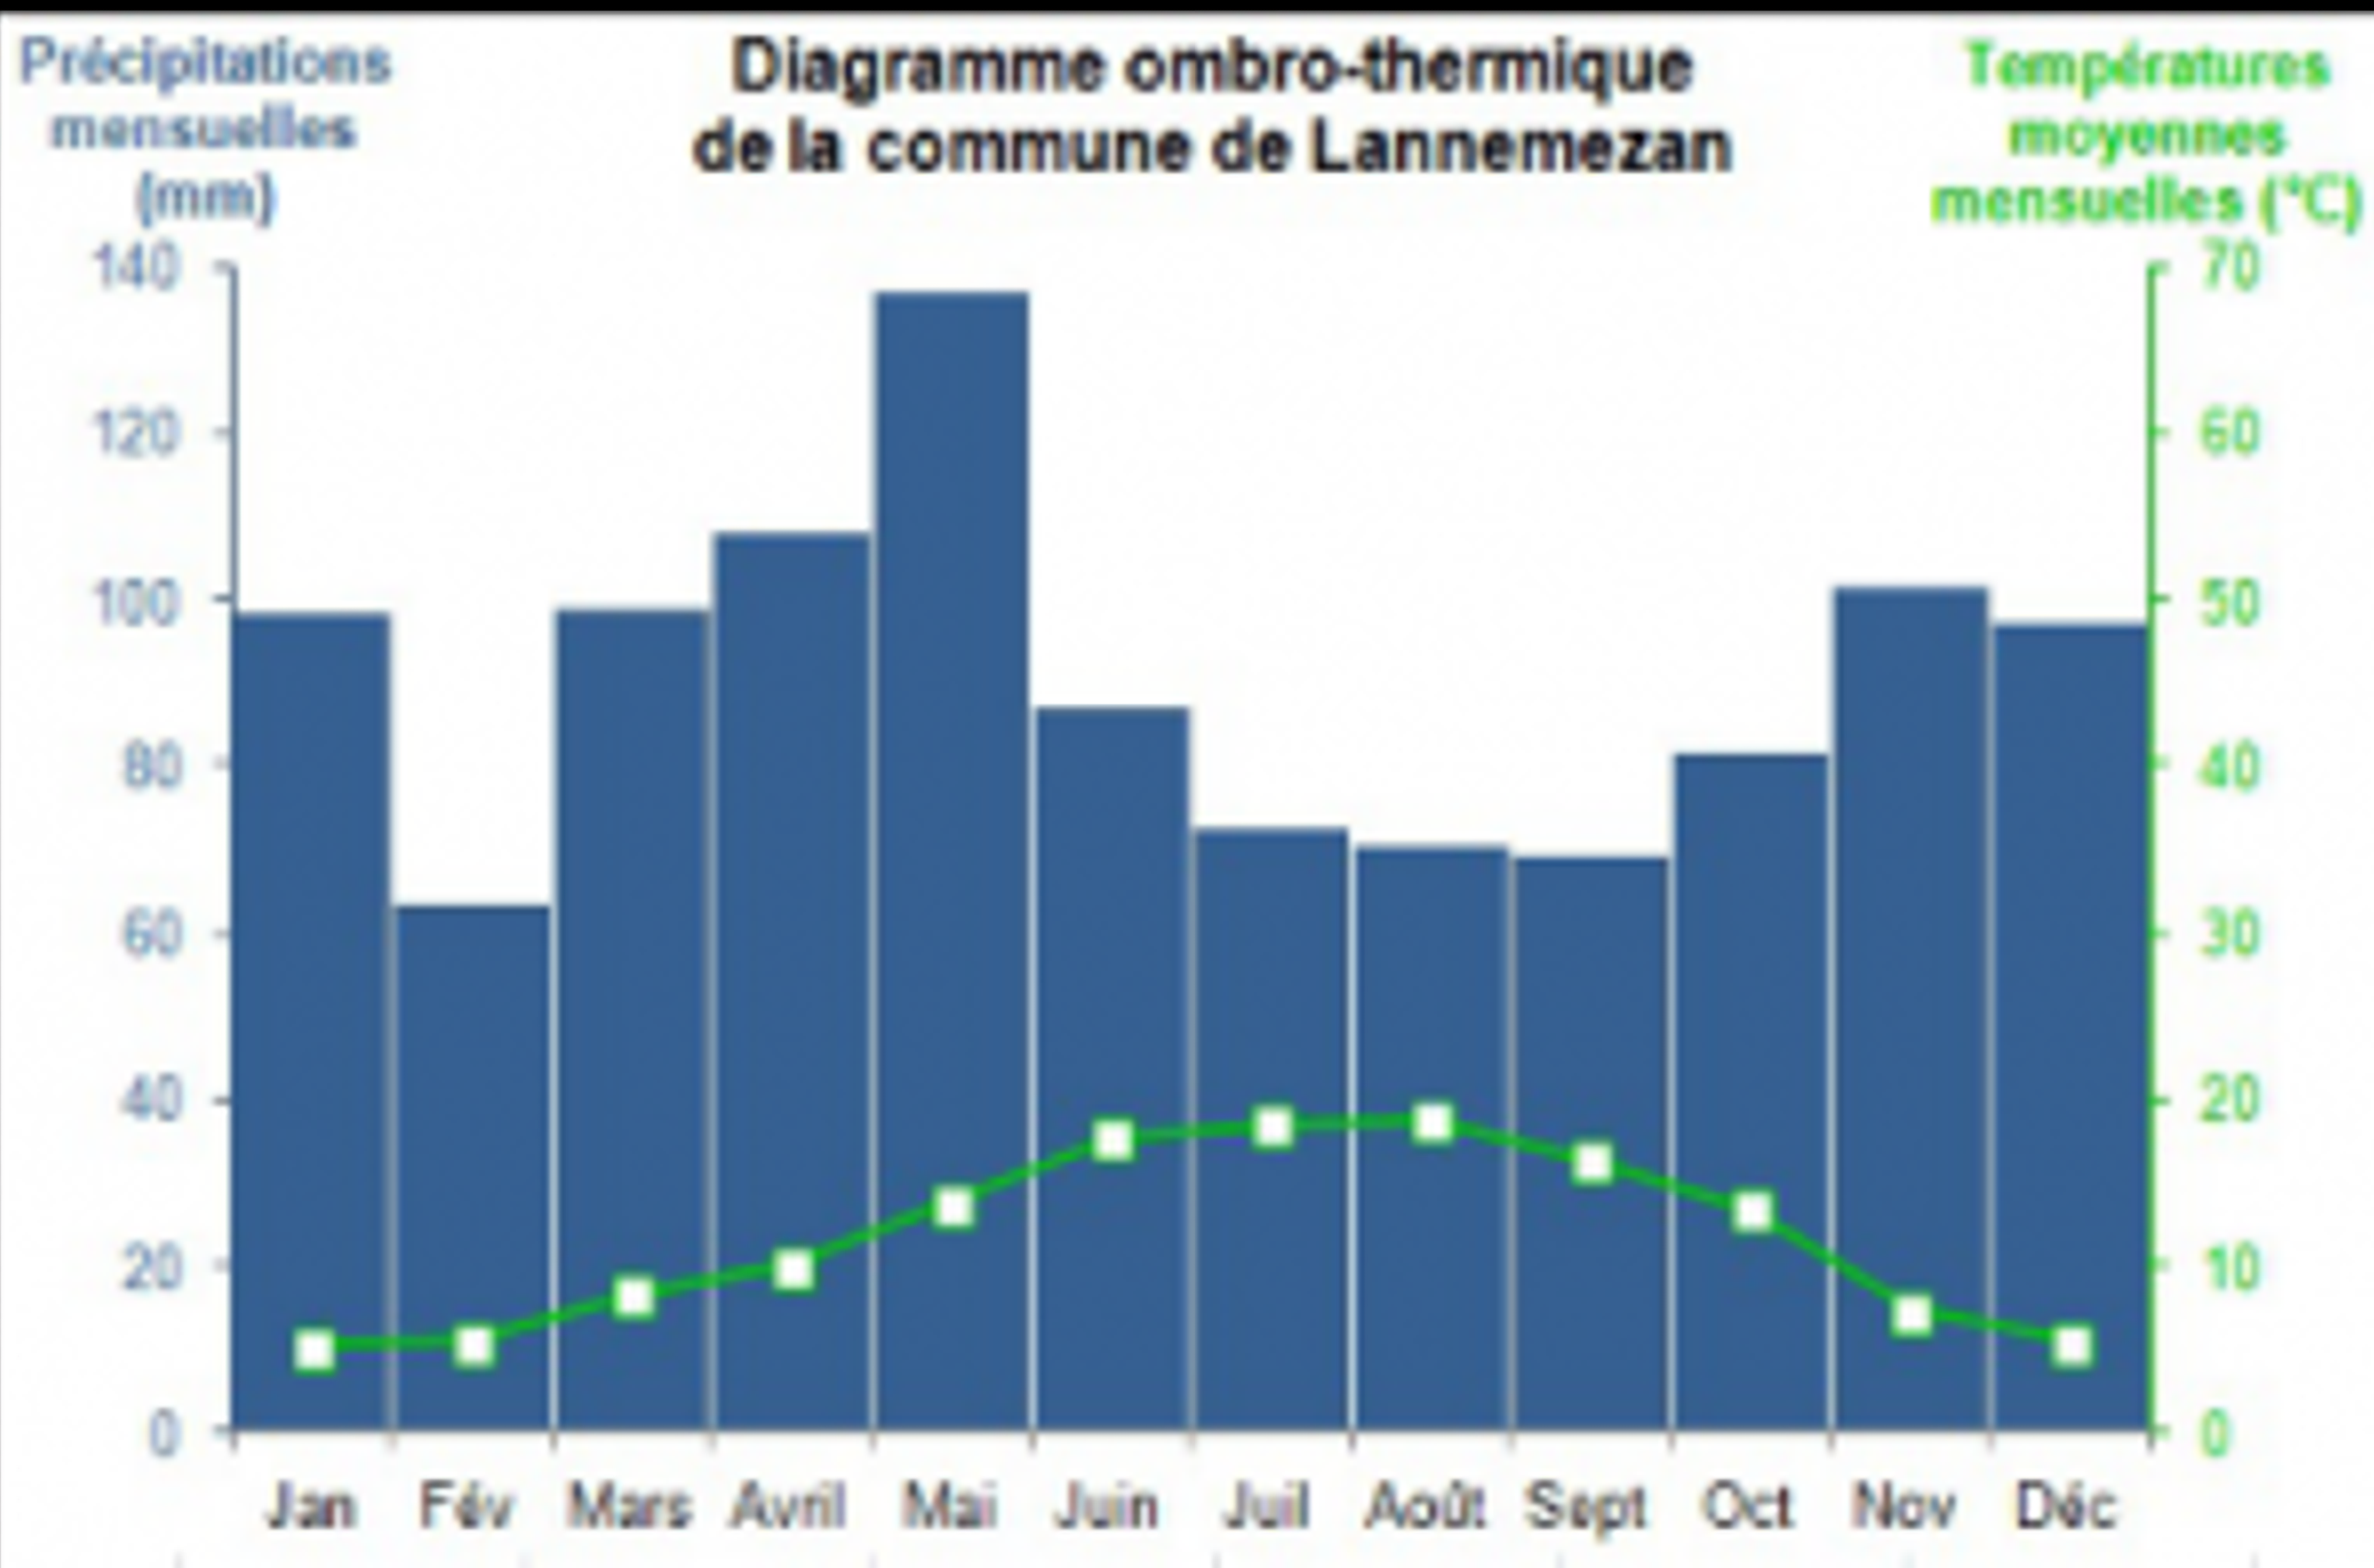 Précipitations
mensuelles
(mm)
Diagramme ombro-thermique
de la commune de Lannemezan
Températures
moyennes
mensuelles (°C)
140
120
100
80
60
40
20
0
70
60
50
40
30
20
10
0
Jan Fév Mars Avril Mai Juin Juil Août Sept Oct Nov Déc